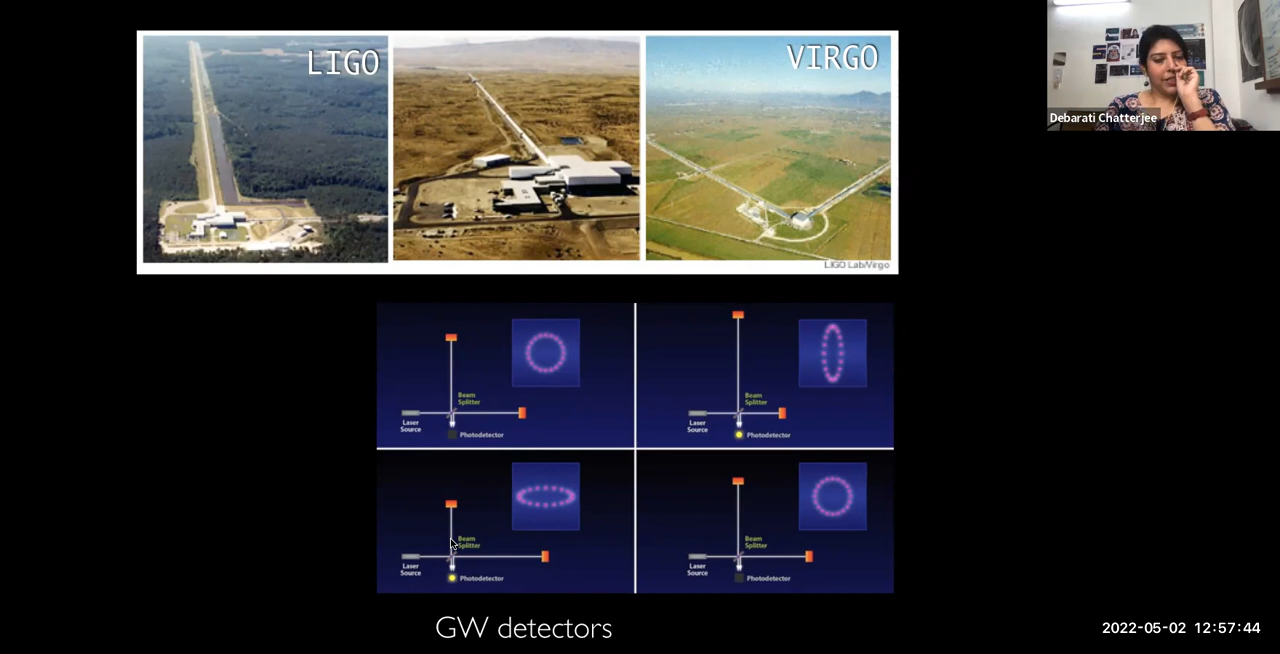 LIGO
VIRGO
LIGO Lab/Virgo
Debarati Chatterjee
Beam
Splitter
Laser
Source
Photodetector
Beam
Splitter
Laser
Source
Photodetector
Beam
Splitter
Laser
Source
Photodetector
Beam
Splitter
Laser
Source
Photodetector
GW detectors
2022-05-02 12:57:44